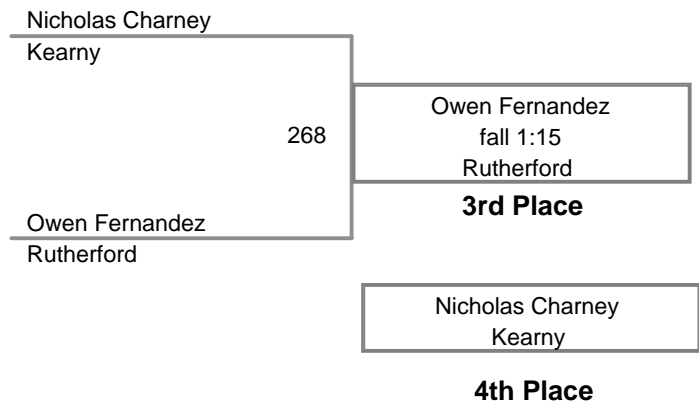 Nicholas Charney
Kearny
268
Owen Fernandez
fall 1:15
Rutherford
3rd Place
Owen Fernandez
Rutherford
Nicholas Charney
Kearny
4th Place